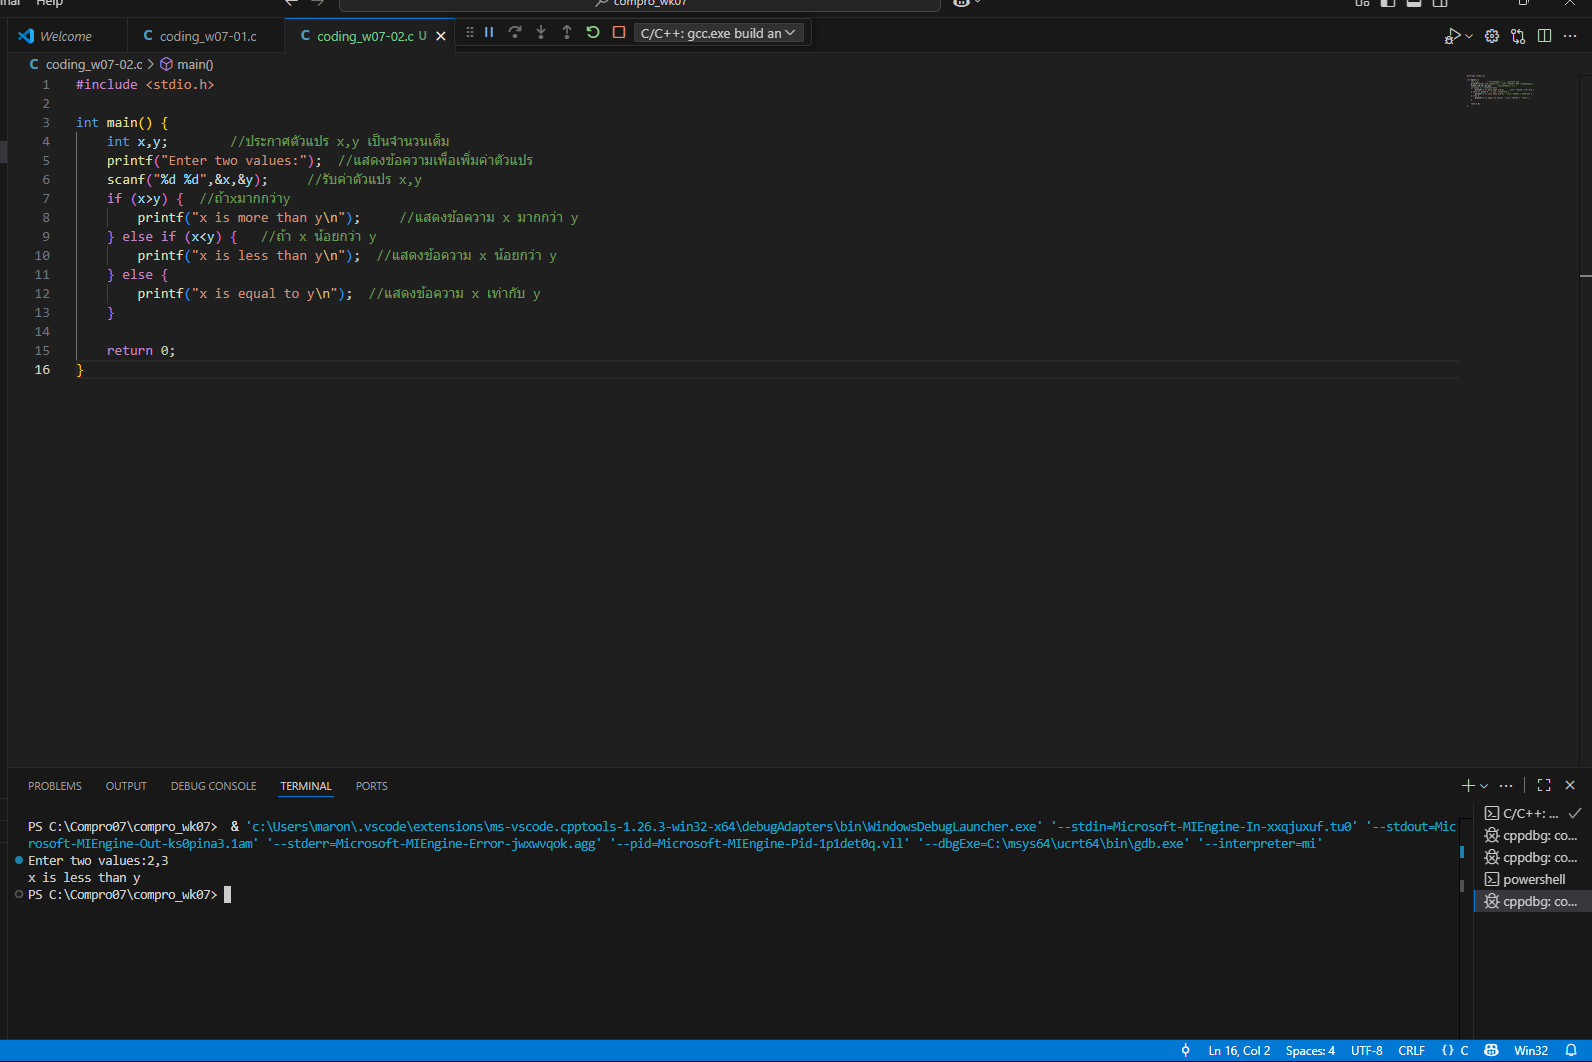 Help
compro_wk07
Welcome
coding_w07-01.c
coding_w07-02.c U
C/C++: gcc.exe build an
coding_w07-02.c > main()
1 #include <stdio.h>
2
3 int main() {
4 int x,y; //ประกาศตัวแปร x,y เป็นจำนวนเต็ม
5 printf("Enter two values:"); //แสดงข้อความเพื่อเพิ่มค่าตัวแปร
6 scanf("%d %d",&x,&y); //รับค่าตัวแปร x,y
7 if (x>y) { //ถ้าxมากกว่าy
8 printf("x is more than y\n"); //แสดงข้อความ x มากกว่า y
9 } else if (x<y) { //ถ้า x น้อยกว่า y
10 printf("x is less than y\n"); //แสดงข้อความ x น้อยกว่า y
11 } else {
12 printf("x is equal to y\n"); //แสดงข้อความ x เท่ากับ y
13 }
14
15 return 0;
16 }
PROBLEMS OUTPUT DEBUG CONSOLE TERMINAL PORTS
PS C:\Compro07\compro_wk07> & 'c:\Users\maron\.vscode\extensions\ms-vscode.cpptools-1.26.3-win32-x64\debugAdapters\bin\WindowsDebugLauncher.exe' '--stdin=Microsoft-MIEngine-In-xxqjuxuf.tu0' '--stdout=Mic
rosoft-MIEngine-Out-ks0pina3.1am' '--stderr=Microsoft-MIEngine-Error-jwxwvqok.agg' '--pid=Microsoft-MIEngine-Pid-1p1det0q.vll' '--dbgExe=C:\msys64\ucrt64\bin\gdb.exe' '--interpreter=mi'
Enter two values:2,3
x is less than y
PS C:\Compro07\compro_wk07>
C/C++: ...
cppdbg: co...
cppdbg: co...
powershell
cppdbg: co...
Ln 16, Col 2 Spaces: 4 UTF-8 CRLF {} C Win32